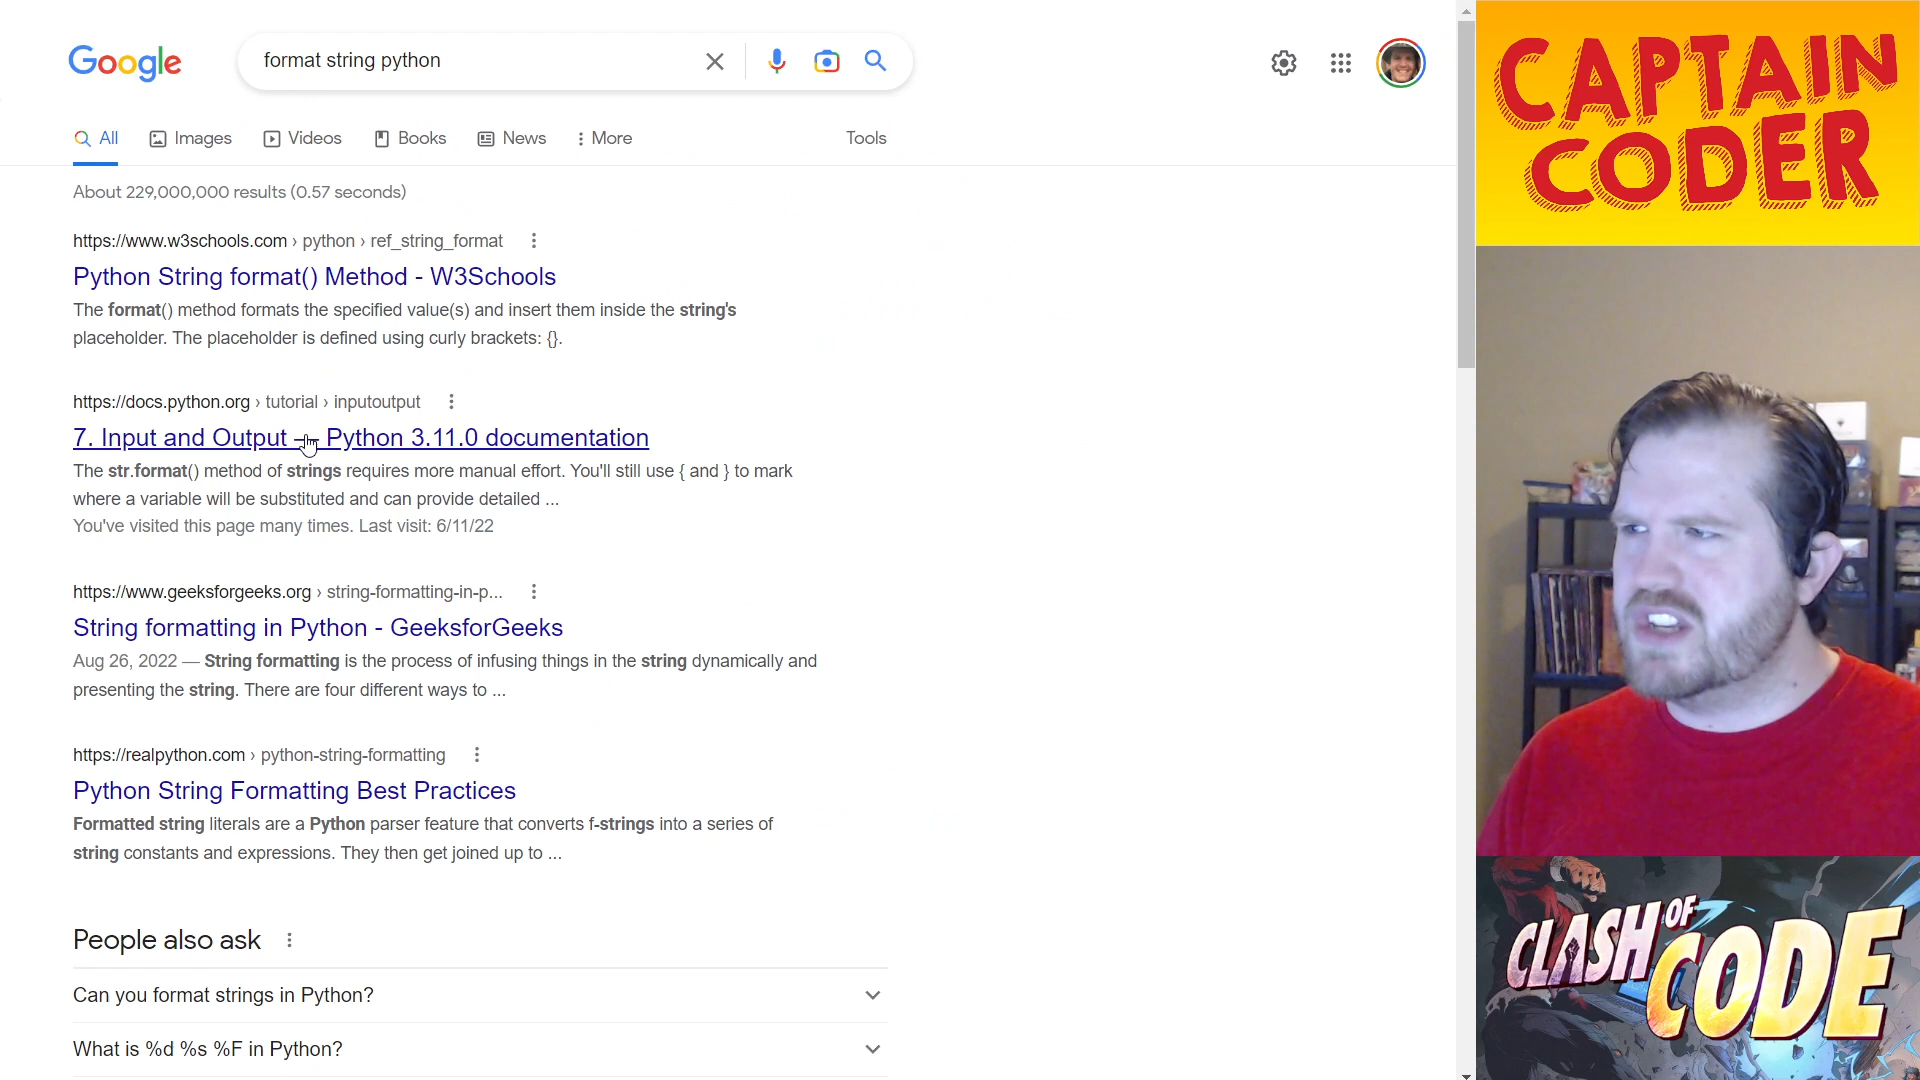 Google
format string python
All
Images
Videos
Books
News
More
Tools
About 229,000,000 results (0.57 seconds)
https://www.w3schools.com › python › ref_string_format
Python String format() Method - W3Schools
The format() method formats the specified value(s) and insert them inside the string's
placeholder. The placeholder is defined using curly brackets: {}.
https://docs.python.org › tutorial › inputoutput
7. Input and Output — Python 3.11.0 documentation
The str.format() method of strings requires more manual effort. You'll still use { and } to mark
where a variable will be substituted and can provide detailed ...
You've visited this page many times. Last visit: 6/11/22
https://www.geeksforgeeks.org › string-formatting-in-p...
String formatting in Python - GeeksforGeeks
Aug 26, 2022 — String formatting is the process of infusing things in the string dynamically and
presenting the string. There are four different ways to ...
https://realpython.com › python-string-formatting
Python String Formatting Best Practices
Formatted string literals are a Python parser feature that converts f-strings into a series of
string constants and expressions. They then get joined up to ...
People also ask
Can you format strings in Python?
What is %d %s %F in Python?
CAPTAIN
CODER
CLASH OF
CODE